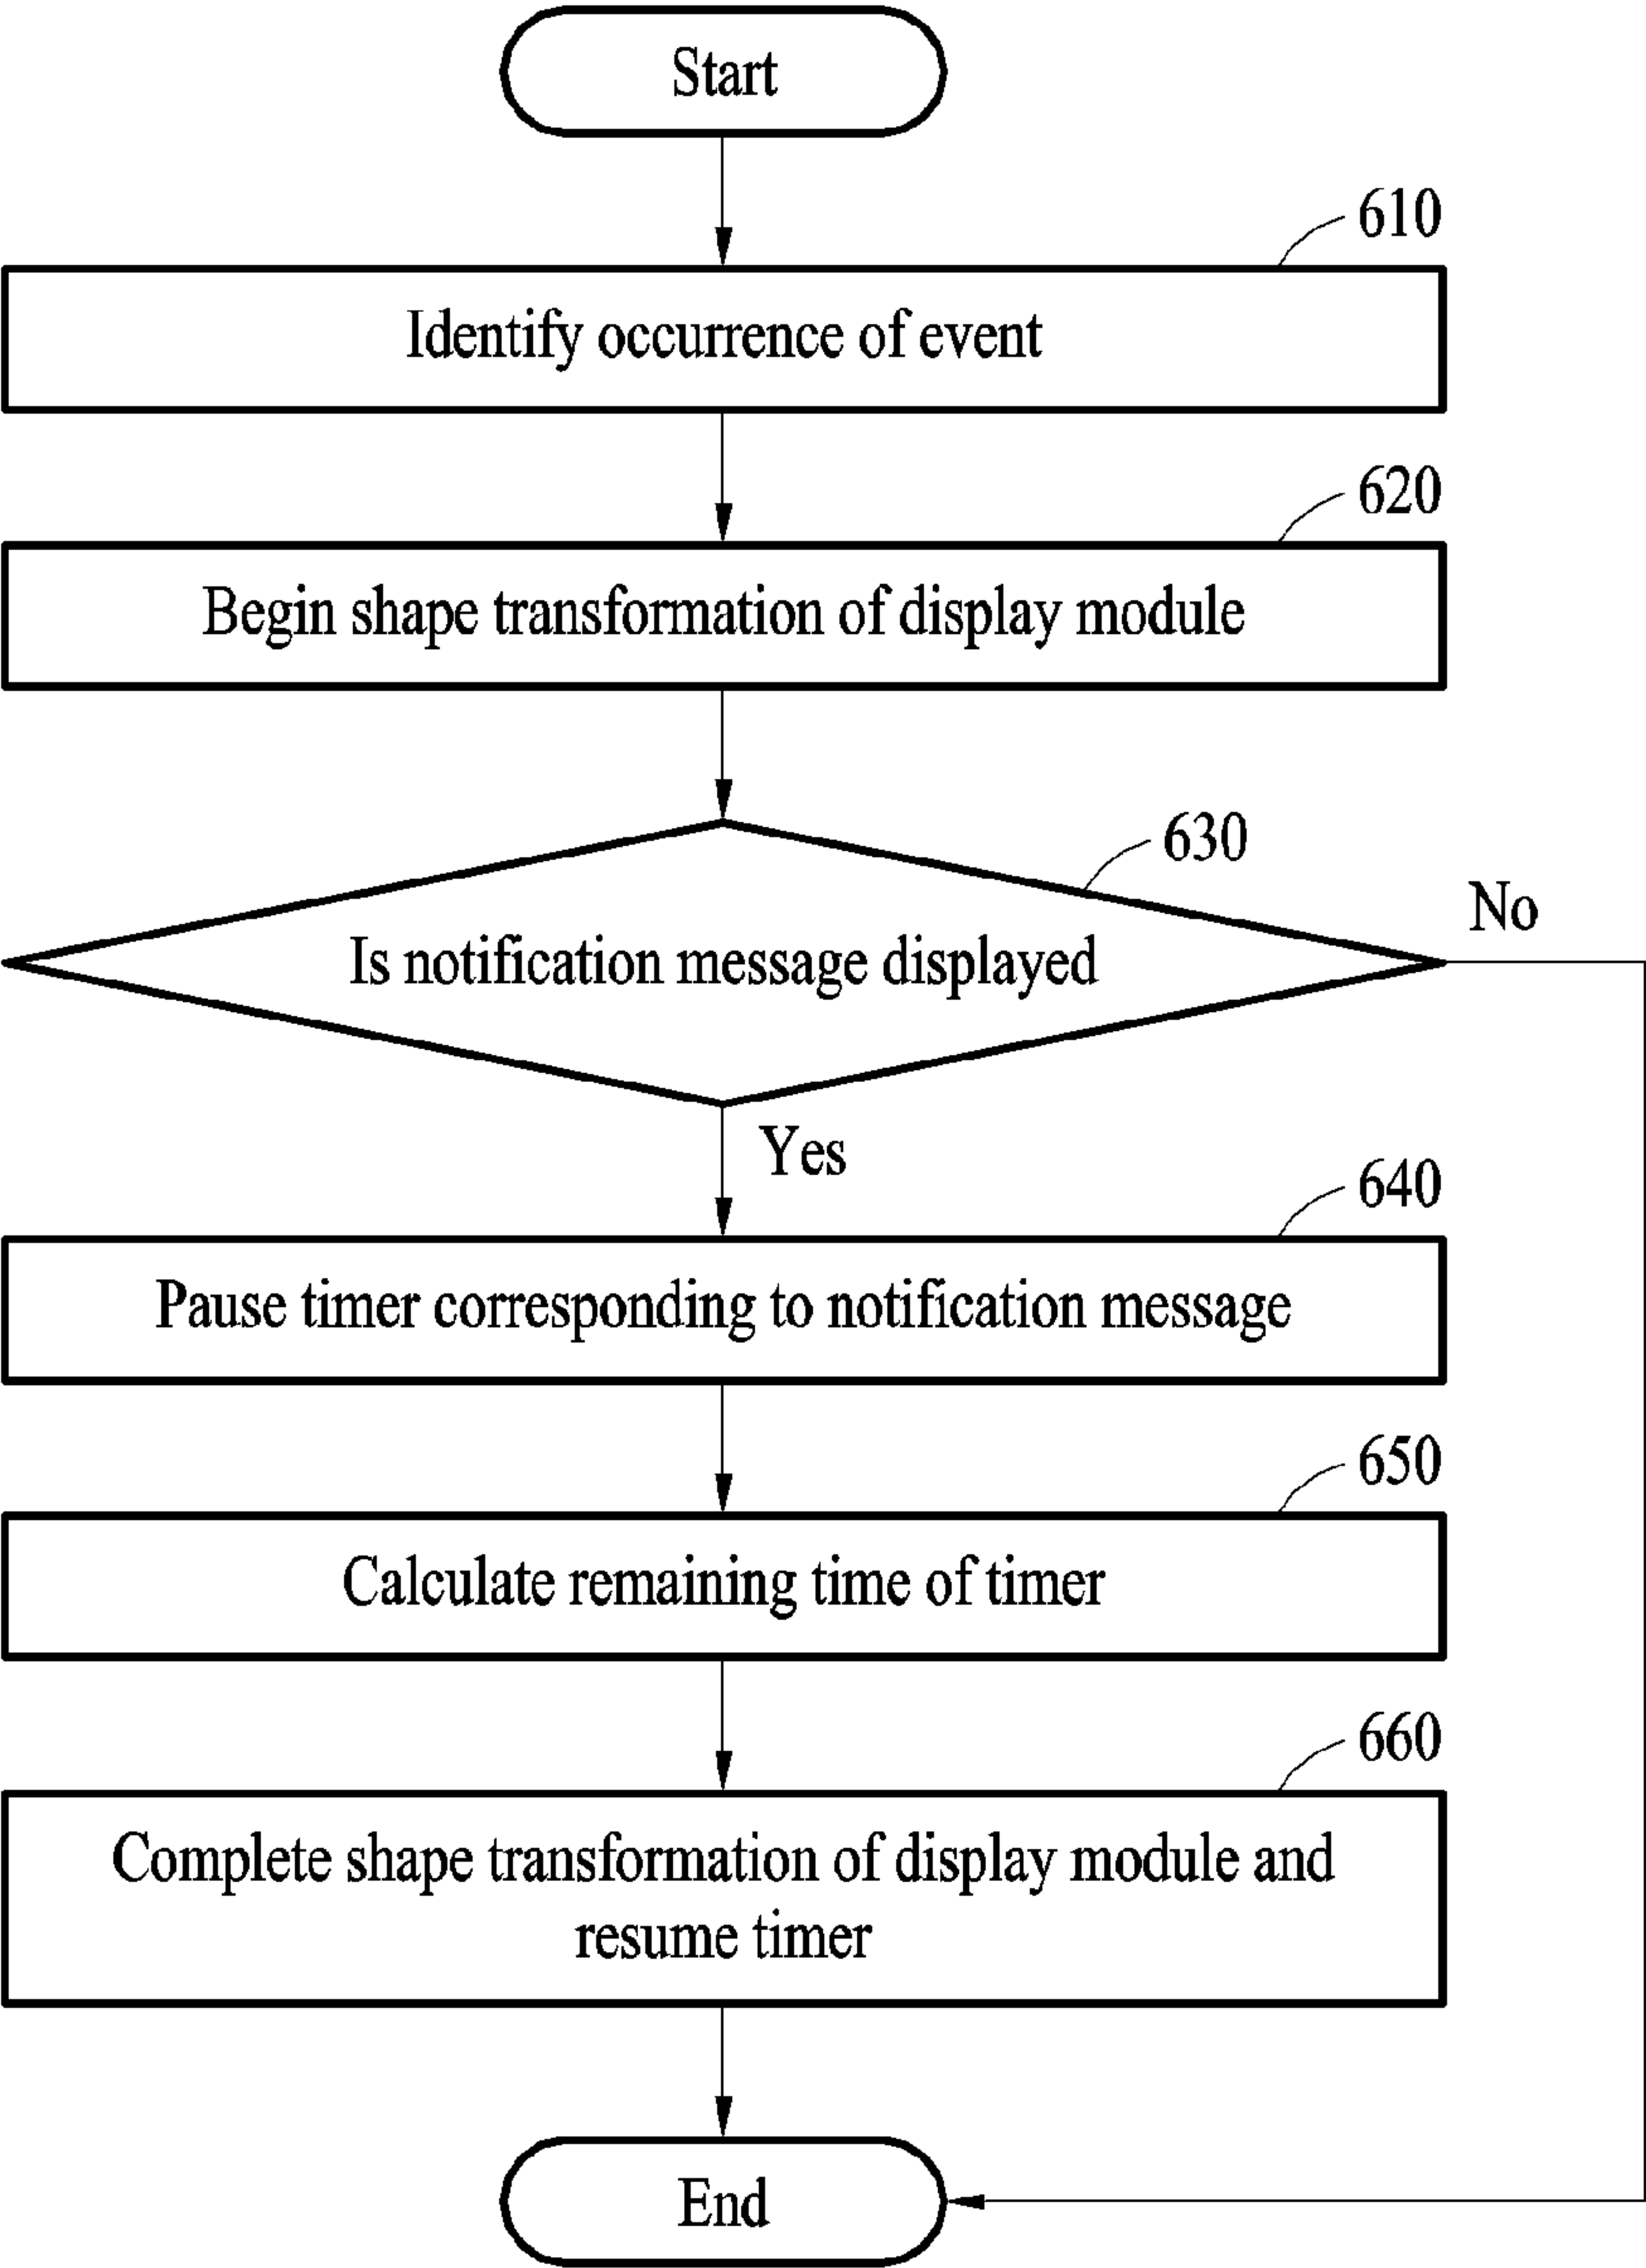 Start
610
Identify occurrence of event
620
Begin shape transformation of display module
630
No
Is notification message displayed
Yes
640
Pause timer corresponding to notification message
650
Calculate remaining time of timer
660
Complete shape transformation of display module and
resume timer
End